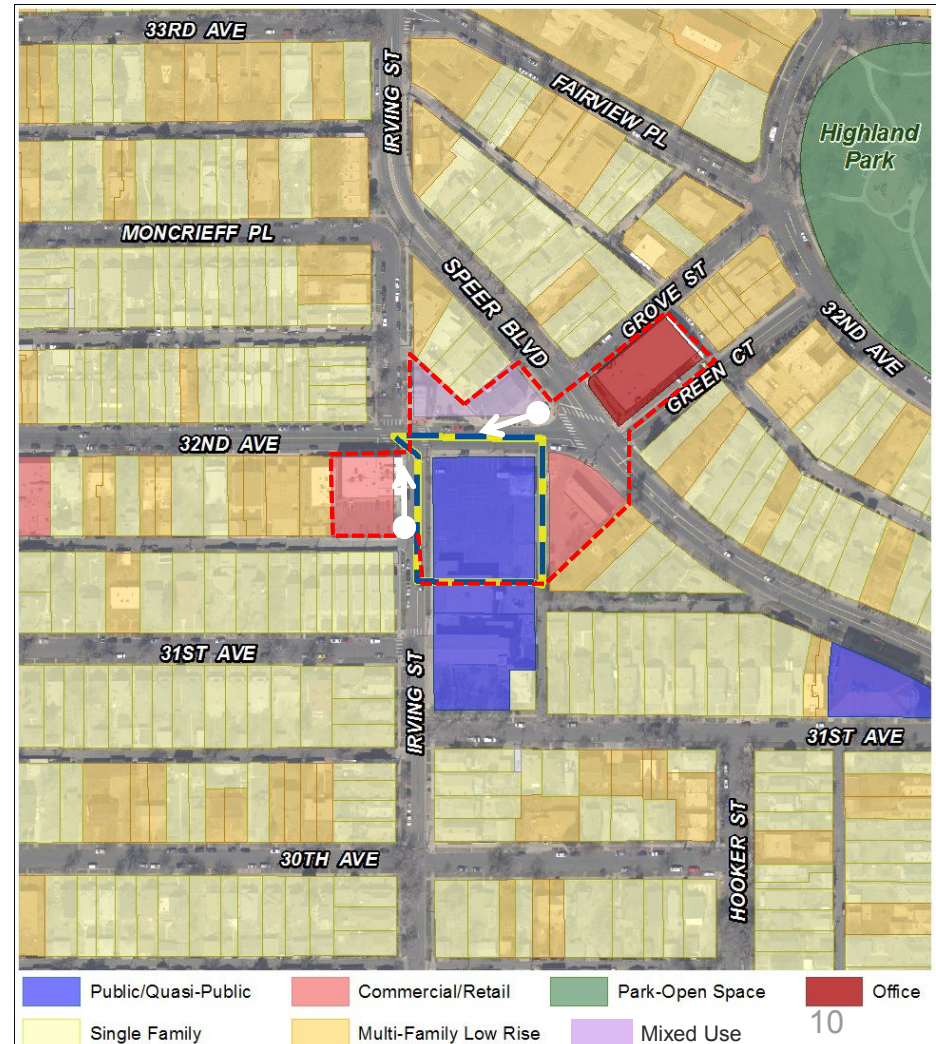 33RD AVE
IRVING ST
FAIRVIEW PL
Highland
Park
MONCRIEFF PL
SPEER BLVD
GROVE ST
32ND AVE
GREEN CT
32ND AVE
31ST AVE
IRVING ST
31ST AVE
30TH AVE
HOOKER ST
Public/Quasi-Public
Commercial/Retail
Park-Open Space
Office
Single Family
Multi-Family Low Rise
Mixed Use
10